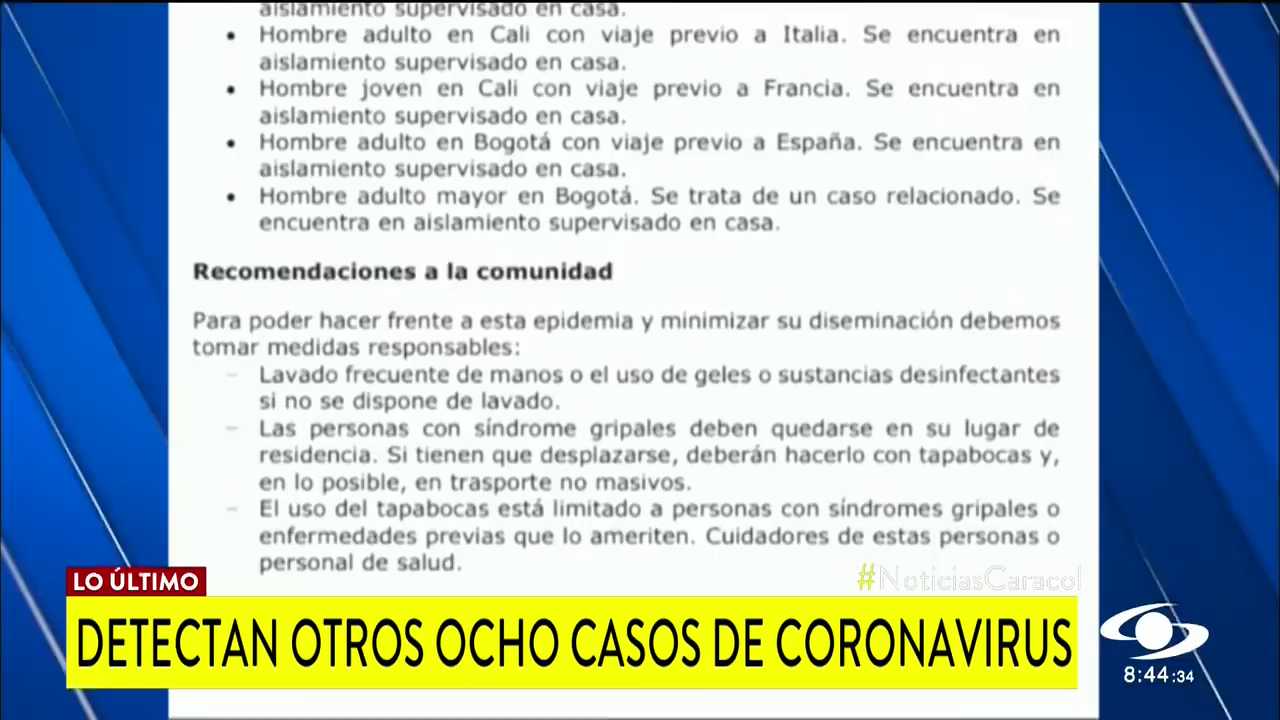 aislamiento supervisado en casa.
• Hombre adulto en Cali con viaje previo a Italia. Se encuentra en
aislamiento supervisado en casa.
• Hombre joven en Cali con viaje previo a Francia. Se encuentra en
aislamiento supervisado en casa.
• Hombre adulto en Bogotá con viaje previo a España. Se encuentra en
aislamiento supervisado en casa.
• Hombre adulto mayor en Bogotá. Se trata de un caso relacionado. Se
encuentra en aislamiento supervisado en casa.
Recomendaciones a la comunidad
Para poder hacer frente a esta epidemia y minimizar su diseminación debemos
tomar medidas responsables:
– Lavado frecuente de manos o el uso de geles o sustancias desinfectantes
si no se dispone de lavado.
– Las personas con síndrome gripales deben quedarse en su lugar de
residencia. Si tienen que desplazarse, deberán hacerlo con tapabocas y,
en lo posible, en trasporte no masivos.
– El uso del tapabocas está limitado a personas con síndromes gripales o
enfermedades previas que lo ameriten. Cuidadores de estas personas o
personal de salud.
LO ÚLTIMO
#NoticiasCaracol
DETECTAN OTROS OCHO CASOS DE CORONAVIRUS
8:44:34